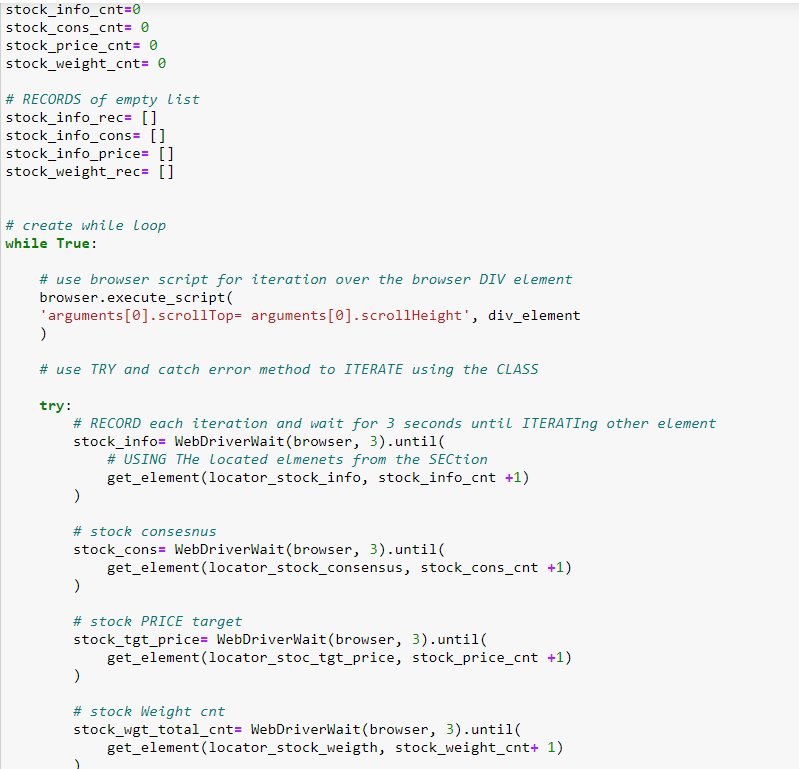 stock_info_cnt=0
stock_cons_cnt= 0
stock_price_cnt= 0
stock_weight_cnt= 0
# RECORDS of empty list
stock_info_rec= []
stock_info_cons= []
stock_info_price= []
stock_weight_rec= []
# create while loop
while True:
# use browser script for iteration over the browser DIV element
browser.execute_script(
'arguments[0].scrollTop= arguments[0].scrollHeight', div_element
)
# use TRY and catch error method to ITERATE using the CLASS
try:
# RECORD each iteration and wait for 3 seconds until ITERATIng other element
stock_info= WebDriverWait(browser, 3).until(
# USING THe located elmenets from the SECtion
get_element(locator_stock_info, stock_info_cnt +1)
)
# stock consesnus
stock_cons= WebDriverWait(browser, 3).until(
get_element(locator_stock_consensus, stock_cons_cnt +1)
)
# stock PRICE target
stock_tgt_price= WebDriverWait(browser, 3).until(
get_element(locator_stoc_tgt_price, stock_price_cnt +1)
)
# stock Weight cnt
stock_wgt_total_cnt= WebDriverWait(browser, 3).until(
get_element(locator_stock_weigth, stock_weight_cnt+ 1)
)